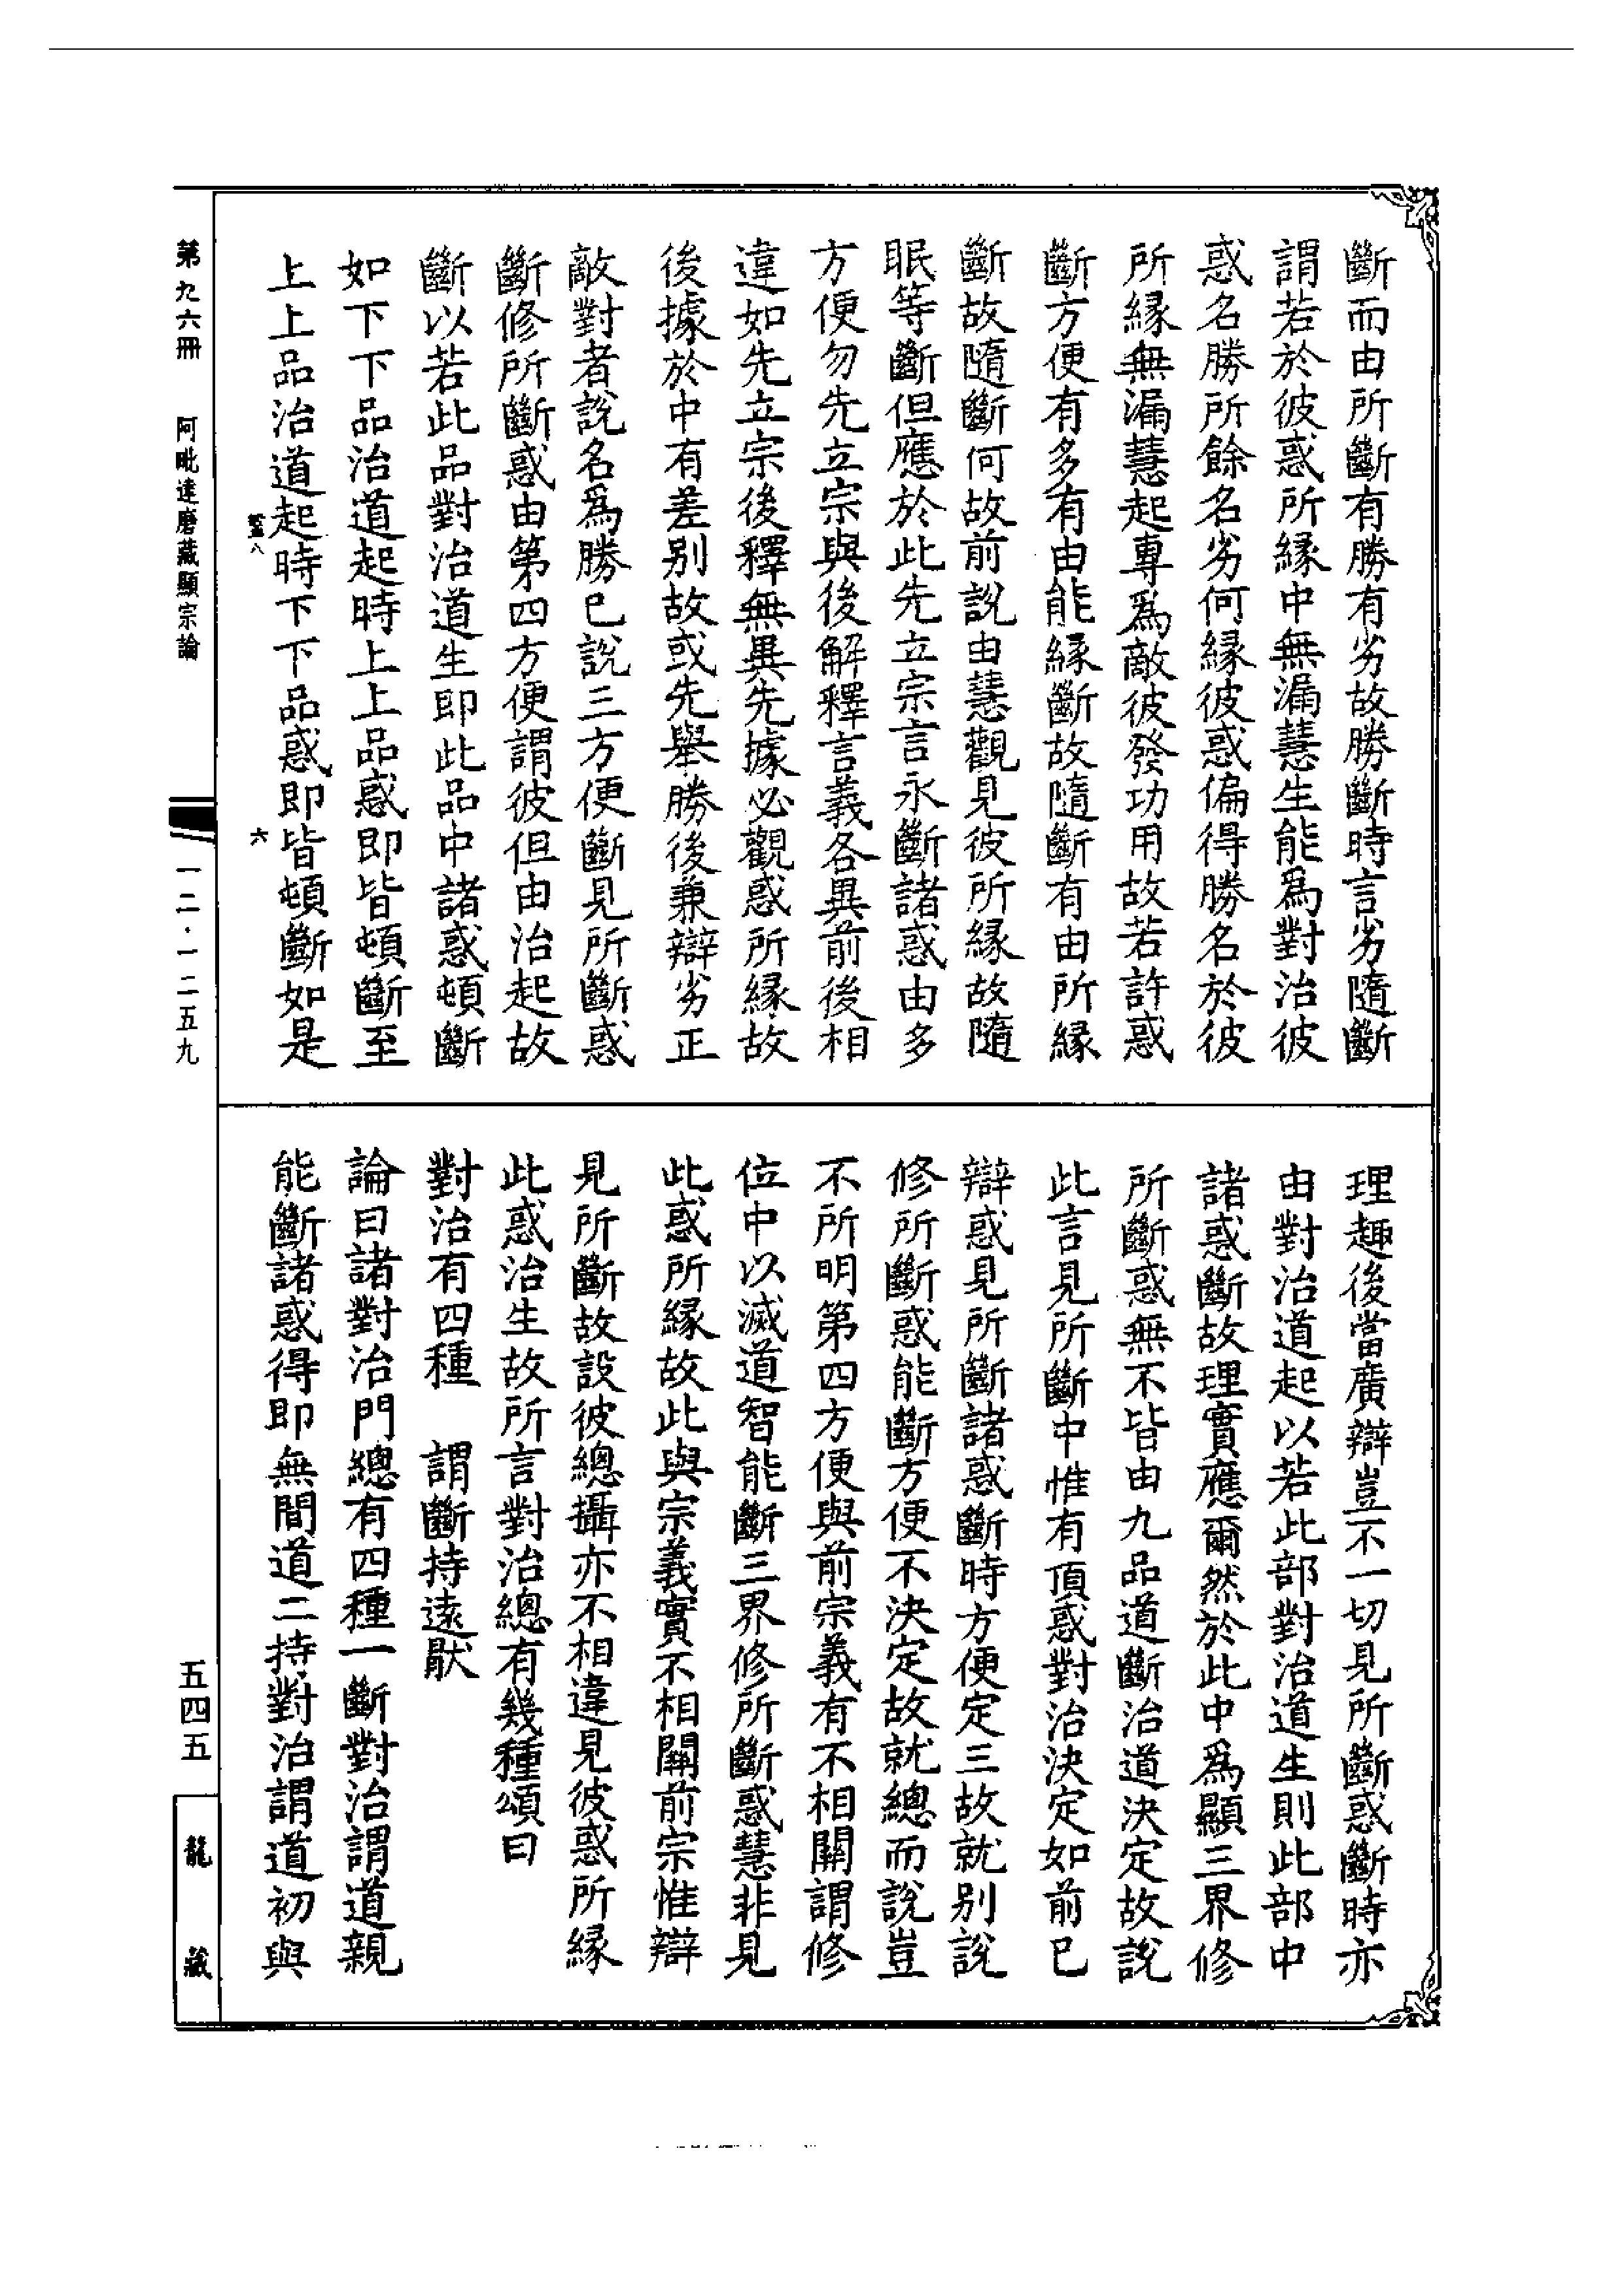 斷而由所斷有勝有劣故勝斷時言劣隨斷
謂若於彼惑所緣中無漏慧生能爲對治彼
惑名勝所餘名劣何緣彼惑偏得勝名於彼
所緣無漏慧起專爲敵彼發功用故若許惑
斷方便有多有由能緣斷故隨斷有由所緣
斷故隨斷何故前說由慧觀見彼所緣故隨
眠等斷但應於此先立宗言永斷諸惑由多
方便勿先立宗與後解釋言義各異前後相
違如先立宗後釋無異先據必觀惑所緣故
後據於中有差别故或先舉勝後兼辯劣正
敵對者說名爲勝已說三方便斷見所斷惑
斷修所斷惑由第四方便謂彼但由治起故
斷以若此品對治道生即此品中諸惑頓斷
如下下品治道起時上上品惑即皆頓斷至
上上品治道起時下下品惑即皆頓斷如是
理趣後當廣辯豈不一切見所斷惑斷時亦
由對治道起以若此部對治道生則此部中
諸惑斷故理實應爾然於此中爲顯三界修
所斷惑無不皆由九品道斷治道決定故說
此言見所斷中惟有頂惑對治決定如前已
辯惑見所斷諸惑斷時方便定三故就别說
修所斷惑能斷方便不決定故就總而說豈
不所明第四方便與前宗義有不相關謂修
位中以滅道智能斷三界修所斷惑慧非見
此惑所緣故此與宗義實不相關前宗惟辯
見所斷故設彼總攝亦不相違見彼惑所緣
此惑治生故所言對治總有幾種頌曰
對治有四種　謂斷持遠厭
論曰諸對治門總有四種一斷對治謂道親
能斷諸惑得即無間道二持對治謂道初與
第九六冊　阿毗達磨藏顯宗論
八
六
一二·一二五九
五四五
龍藏